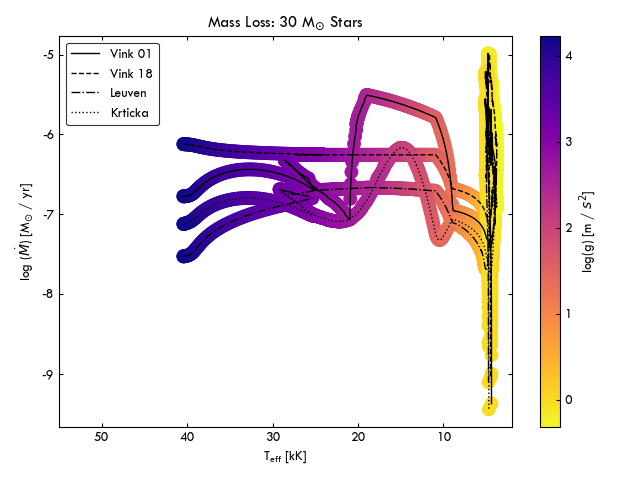 Mass Loss: 30 M☉ Stars
Vink 01
Vink 18
Leuven
Krticka
-5
-6
-7
-8
-9
log (Ṁ) [M☉ / yr]
50
40
30
20
10
T_eff [kK]
4
3
2
1
0
log(g) [m / s²]